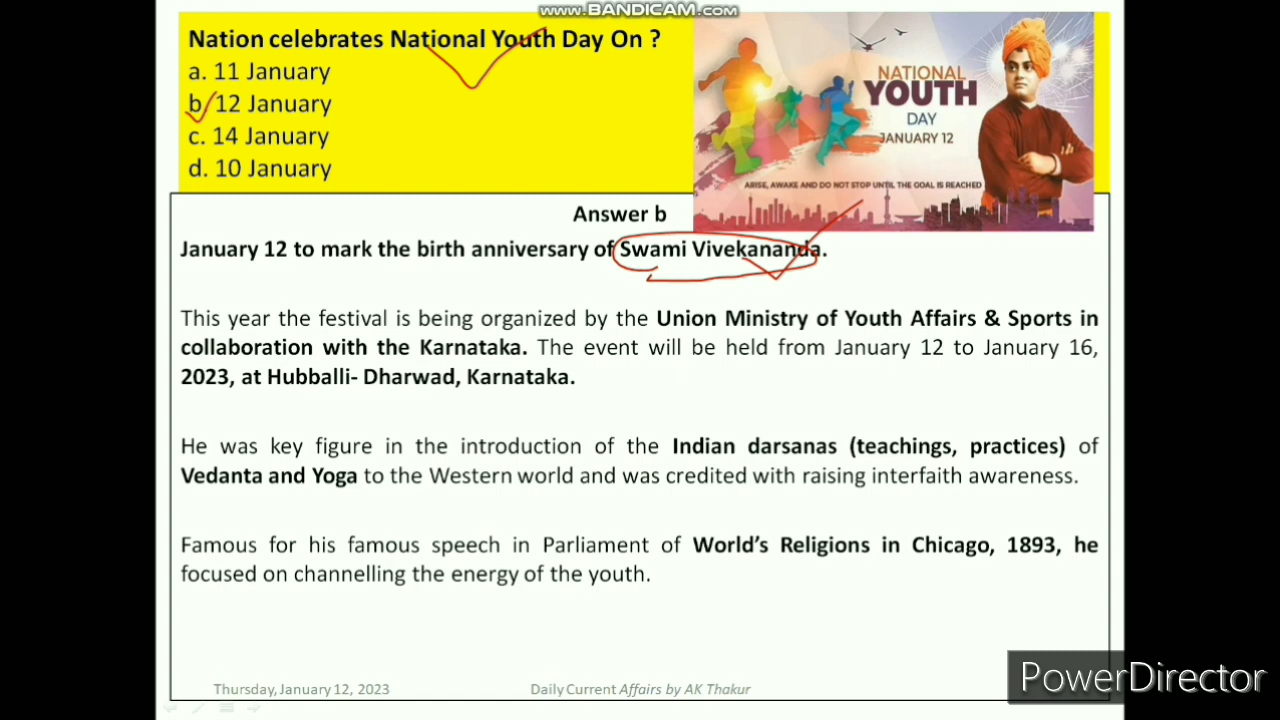 www.BANDICAM.com
Nation celebrates National Youth Day On ?
a. 11 January
b. 12 January
c. 14 January
d. 10 January
NATIONAL
YOUTH
DAY
JANUARY 12
ARISE, AWAKE AND DO NOT STOP UNTIL THE GOAL IS REACHED
Answer b
January 12 to mark the birth anniversary of Swami Vivekananda.
This year the festival is being organized by the Union Ministry of Youth Affairs & Sports in
collaboration with the Karnataka. The event will be held from January 12 to January 16,
2023, at Hubballi- Dharwad, Karnataka.
He was key figure in the introduction of the Indian darsanas (teachings, practices) of
Vedanta and Yoga to the Western world and was credited with raising interfaith awareness.
Famous for his famous speech in Parliament of World's Religions in Chicago, 1893, he
focused on channelling the energy of the youth.
Thursday, January 12, 2023
Daily Current Affairs by AK Thakur
PowerDirector